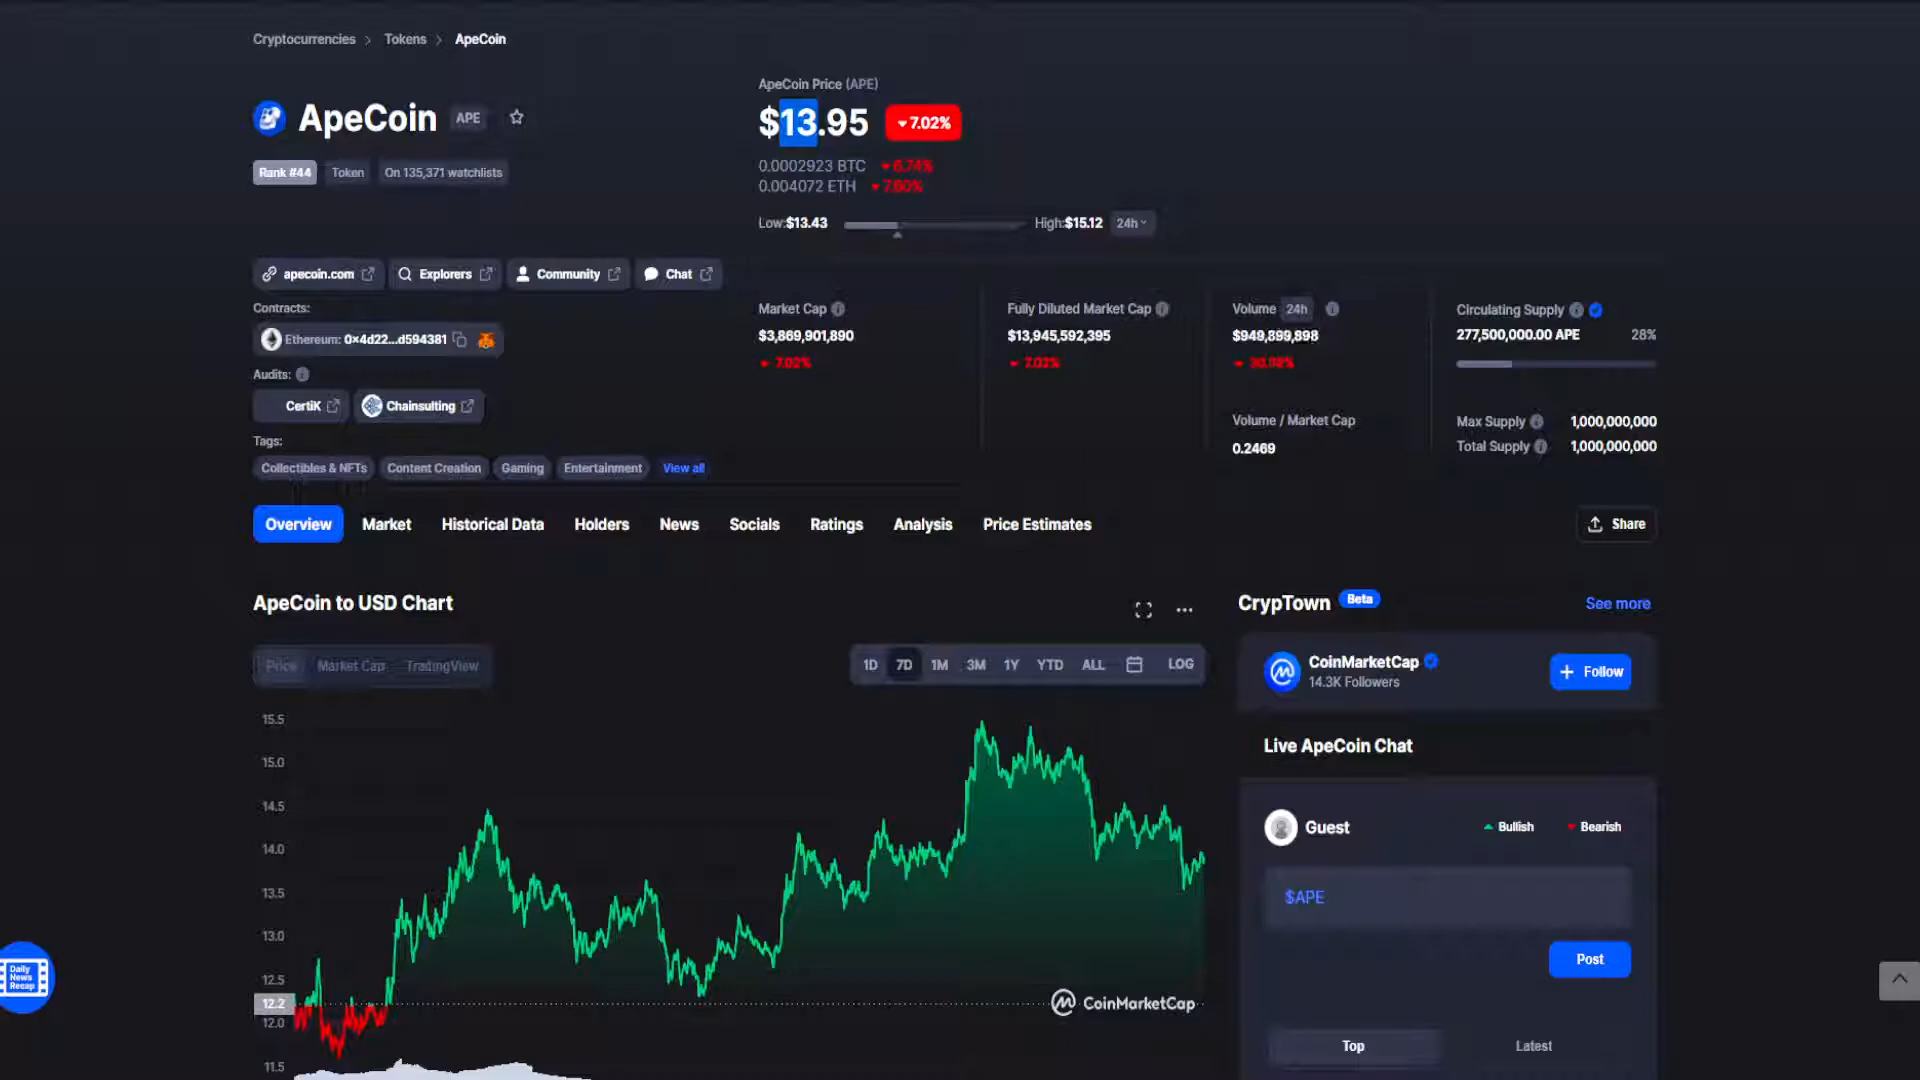 Cryptocurrencies > Tokens > ApeCoin
ApeCoin APE
Rank #44 Token On 135,371 watchlists
ApeCoin Price (APE)
$13.95 7.02%
0.0002923 BTC 6.74%
0.004072 ETH 7.60%
Low:$13.43 High:$15.12 24h
apecoin.com Explorers Community Chat
Contracts:
Ethereum: 0x4d22...d594381
Audits:
CertiK Chainsulting
Tags:
Collectibles & NFTs Content Creation Gaming Entertainment View all
Market Cap
$3,869,901,890
7.02%
Fully Diluted Market Cap
$13,945,592,395
7.02%
Volume 24h
$949,899,898
Volume / Market Cap
0.2469
Circulating Supply
277,500,000.00 APE 28%
Max Supply 1,000,000,000
Total Supply 1,000,000,000
Overview Market Historical Data Holders News Socials Ratings Analysis Price Estimates
Share
ApeCoin to USD Chart
Price Market Cap TradingView
1D 7D 1M 3M 1Y YTD ALL LOG
15.5
15.0
14.5
14.0
13.5
13.0
12.5
12.2
12.0
11.5
CoinMarketCap
CrypTown Beta See more
CoinMarketCap
14.3K Followers
+ Follow
Live ApeCoin Chat
Guest Bullish Bearish
$APE
Post
Top Latest
Daily
News
Recap